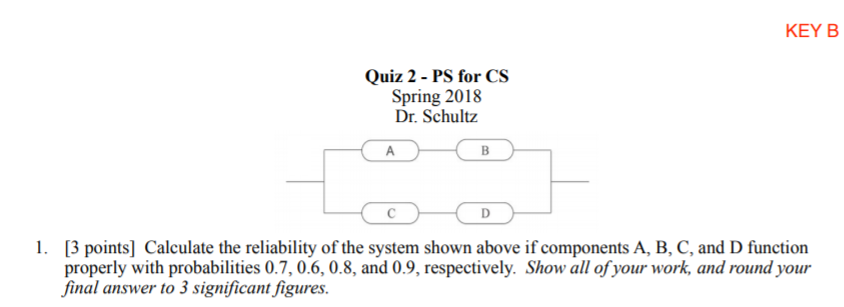 KEY B
Quiz 2 - PS for CS
Spring 2018
Dr. Schultz
A
B
C
D
1. [3 points] Calculate the reliability of the system shown above if components A, B, C, and D function
properly with probabilities 0.7, 0.6, 0.8, and 0.9, respectively. Show all of your work, and round your
final answer to 3 significant figures.